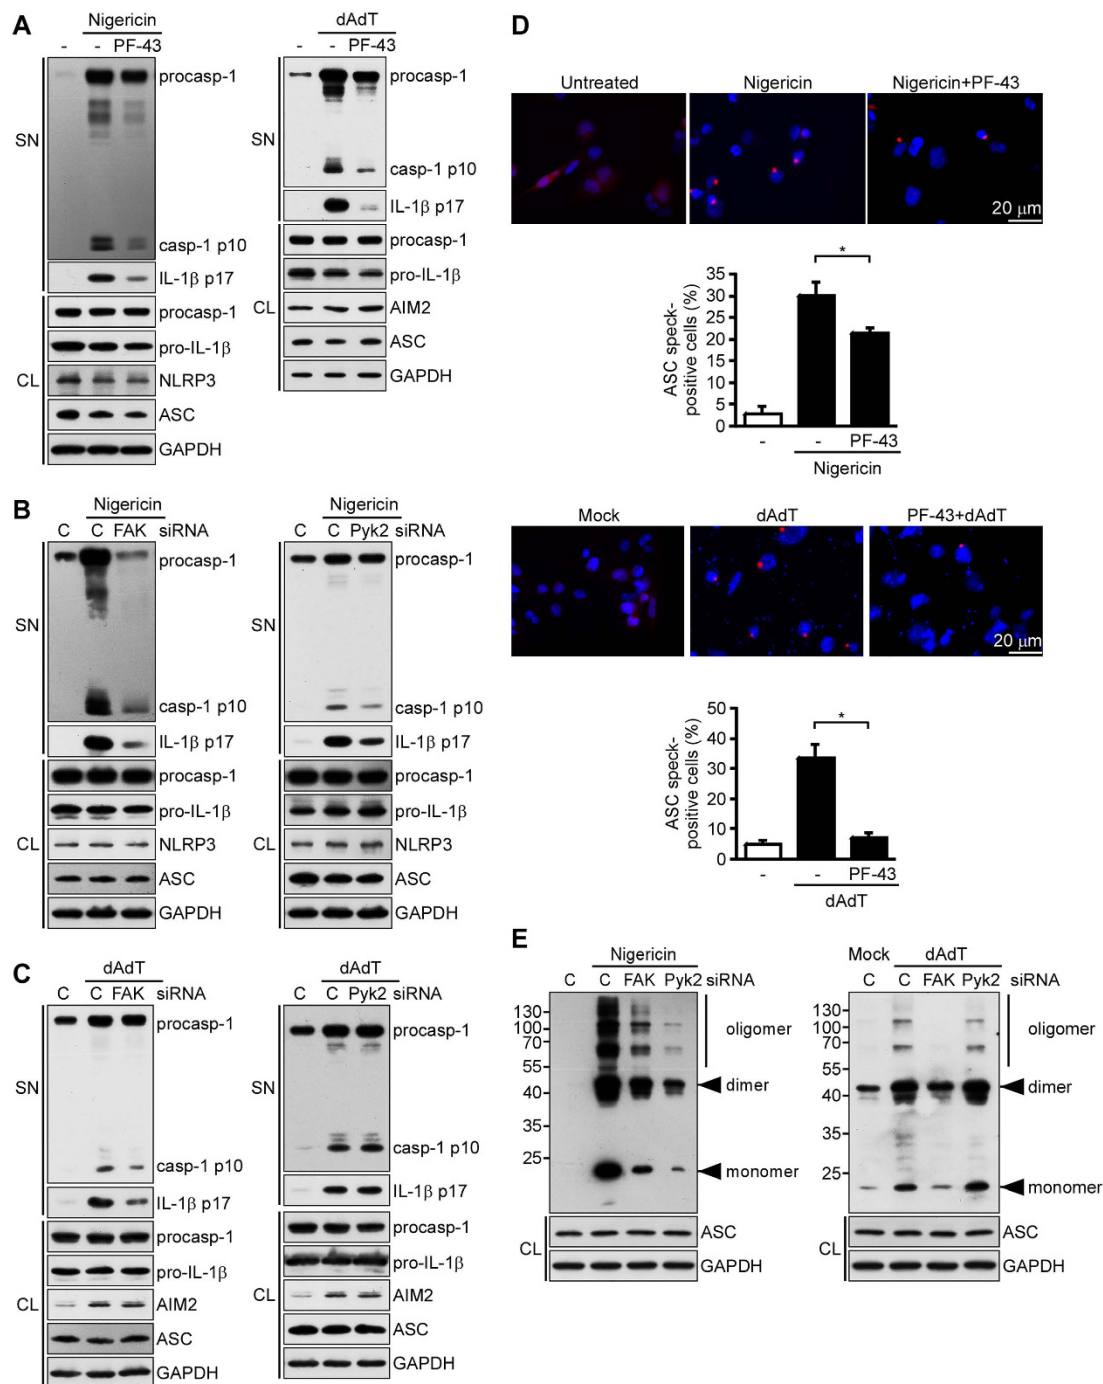 A
Nigericin
- - PF-43
SN
procasp-1
casp-1 p10
IL-1β p17
CL
procasp-1
pro-IL-1β
NLRP3
ASC
GAPDH
dAdT
- - PF-43
SN
procasp-1
casp-1 p10
IL-1β p17
CL
procasp-1
pro-IL-1β
AIM2
ASC
GAPDH
B
Nigericin
C C FAK siRNA
SN
procasp-1
casp-1 p10
IL-1β p17
CL
procasp-1
pro-IL-1β
NLRP3
ASC
GAPDH
Nigericin
C C Pyk2 siRNA
SN
procasp-1
casp-1 p10
IL-1β p17
CL
procasp-1
pro-IL-1β
NLRP3
ASC
GAPDH
C
dAdT
C C FAK siRNA
SN
procasp-1
casp-1 p10
IL-1β p17
CL
procasp-1
pro-IL-1β
AIM2
ASC
GAPDH
dAdT
C C Pyk2 siRNA
SN
procasp-1
casp-1 p10
IL-1β p17
CL
procasp-1
pro-IL-1β
AIM2
ASC
GAPDH
D
Untreated Nigericin Nigericin+PF-43
20 μm
ASC speck-
positive cells (%)
35
30
25
20
15
10
5
0
*
- - PF-43
Nigericin
Mock dAdT PF-43+dAdT
20 μm
ASC speck-
positive cells (%)
50
40
30
20
10
0
*
- - PF-43
dAdT
E
Nigericin
C C FAK Pyk2 siRNA
130
100
70
55
40
35
25
oligomer
dimer
monomer
CL
ASC
GAPDH
Mock dAdT
C C FAK Pyk2 siRNA
130
100
70
55
40
35
25
oligomer
dimer
monomer
CL
ASC
GAPDH